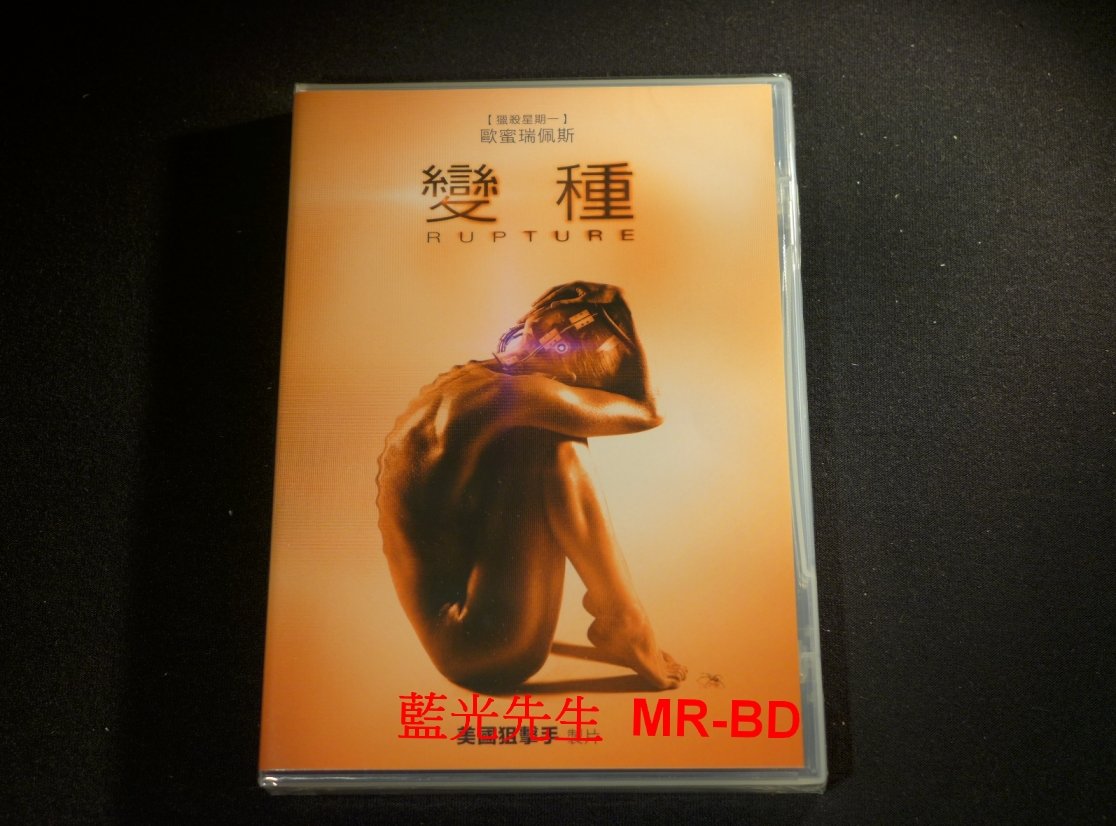 【獵殺星期一】
歐蜜瑞佩斯
變 種
RUPTURE
藍光先生 MR-BD
美國狙擊手 製片